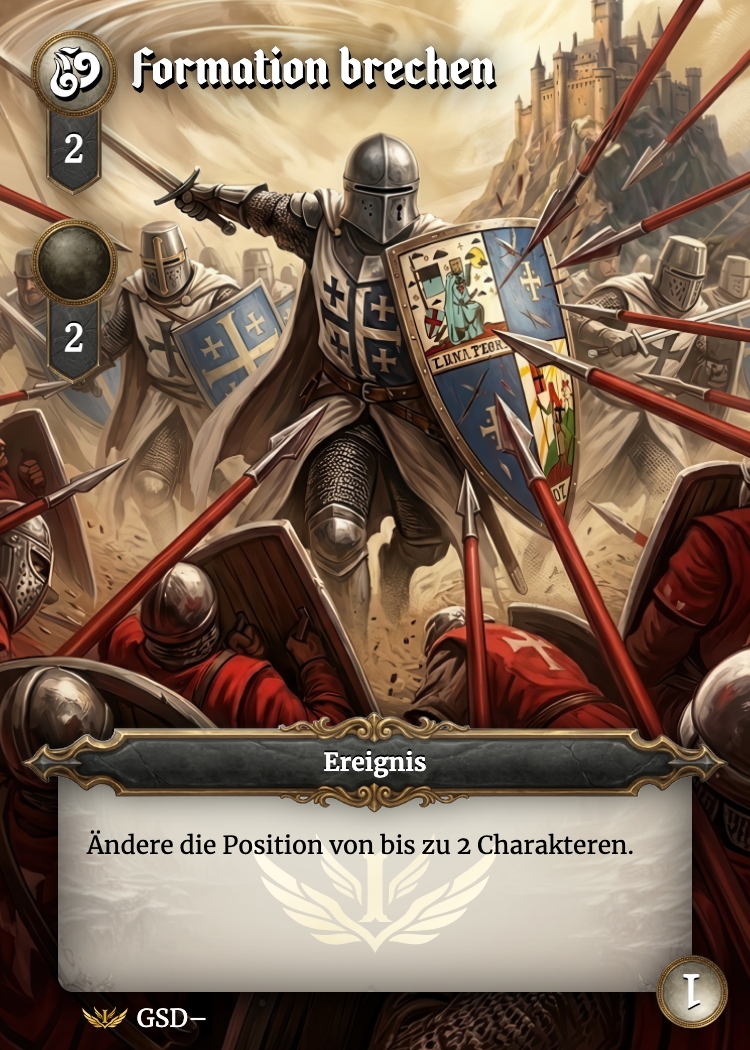 Formation brechen
2
2
Ereignis
Ändere die Position von bis zu 2 Charakteren.
GSD–